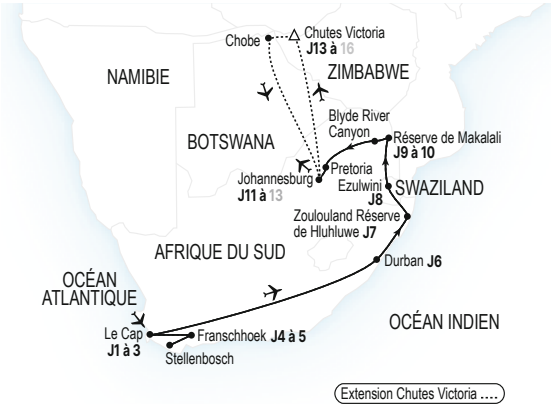 Chobe
Chutes Victoria
J13 à 16
NAMIBIE
ZIMBABWE
Blyde River
Canyon
BOTSWANA
Réserve de Makalali
J9 à 10
Pretoria
Johannesburg
J11 à 13
Ezulwini
J8
SWAZILAND
Zoulouland Réserve
de Hluhluwe J7
AFRIQUE DU SUD
Durban J6
OCÉAN
ATLANTIQUE
OCÉAN INDIEN
Le Cap
J1 à 3
Franschhoek J4 à 5
Stellenbosch
Extension Chutes Victoria ....